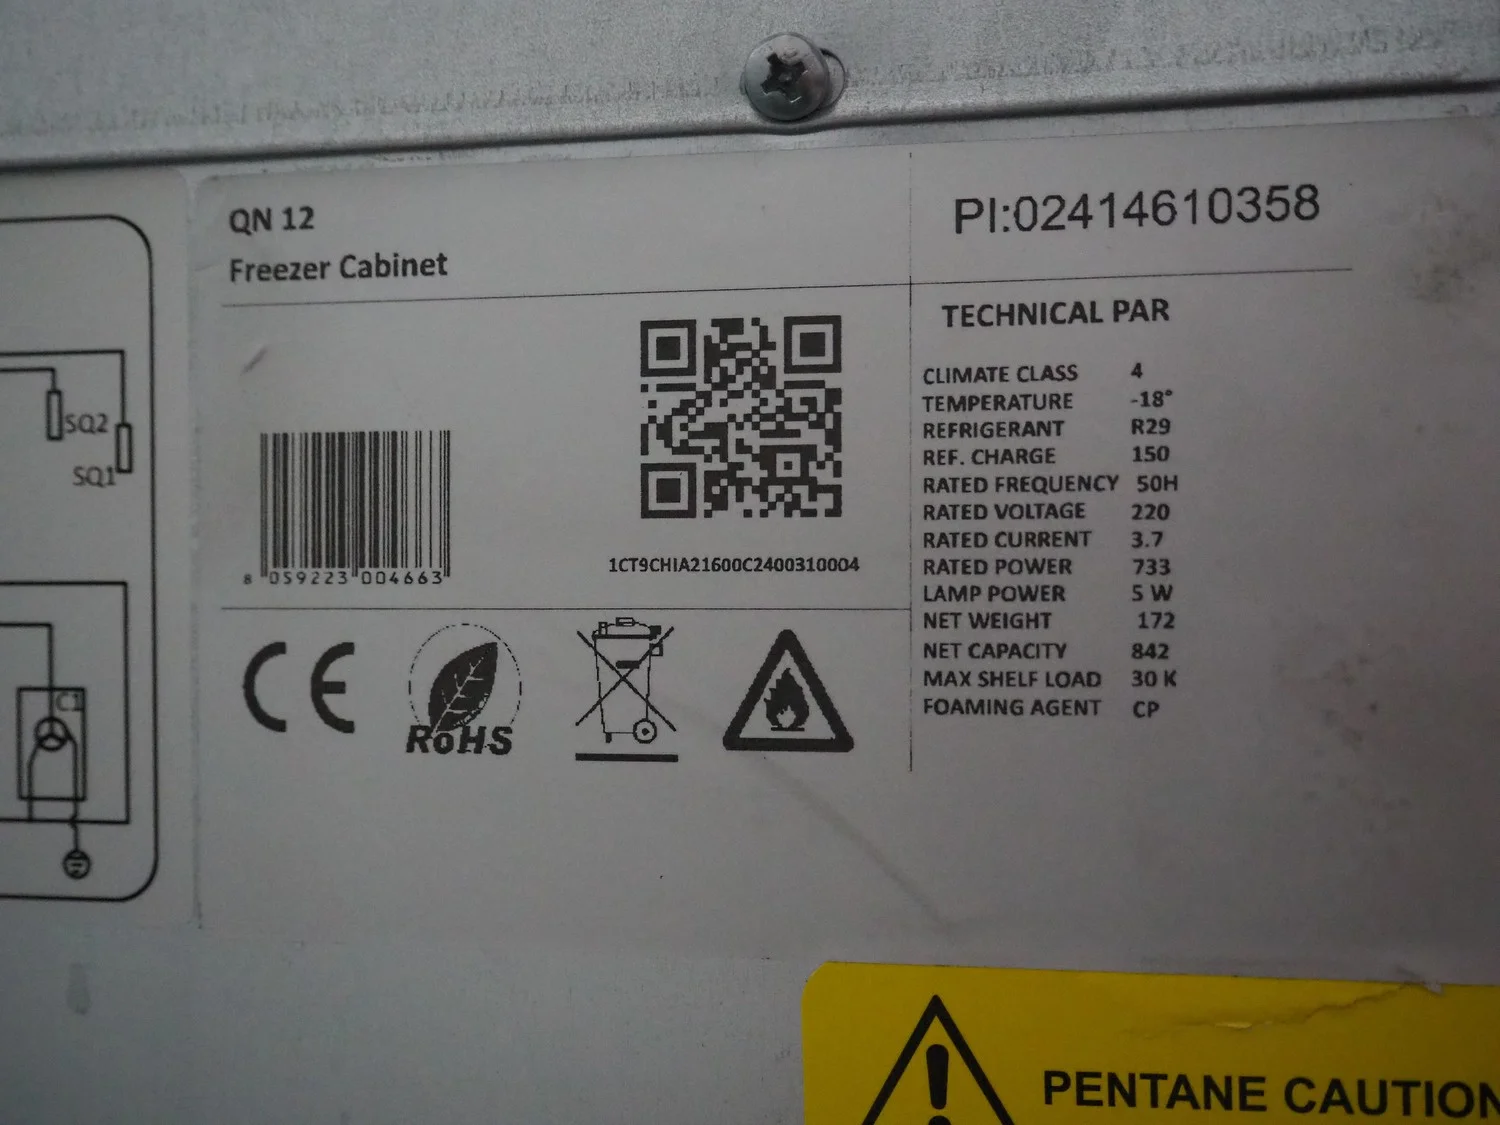 QN 12
Freezer Cabinet
PI:02414610358
SQ2
SQ1
C1
8 059223 004663
1CT9CHIA21600C2400310004
CE
RoHS
TECHNICAL PAR
CLIMATE CLASS 4
TEMPERATURE -18°
REFRIGERANT R29
REF. CHARGE 150
RATED FREQUENCY 50H
RATED VOLTAGE 220
RATED CURRENT 3.7
RATED POWER 733
LAMP POWER 5 W
NET WEIGHT 172
NET CAPACITY 842
MAX SHELF LOAD 30 K
FOAMING AGENT CP
PENTANE CAUTION